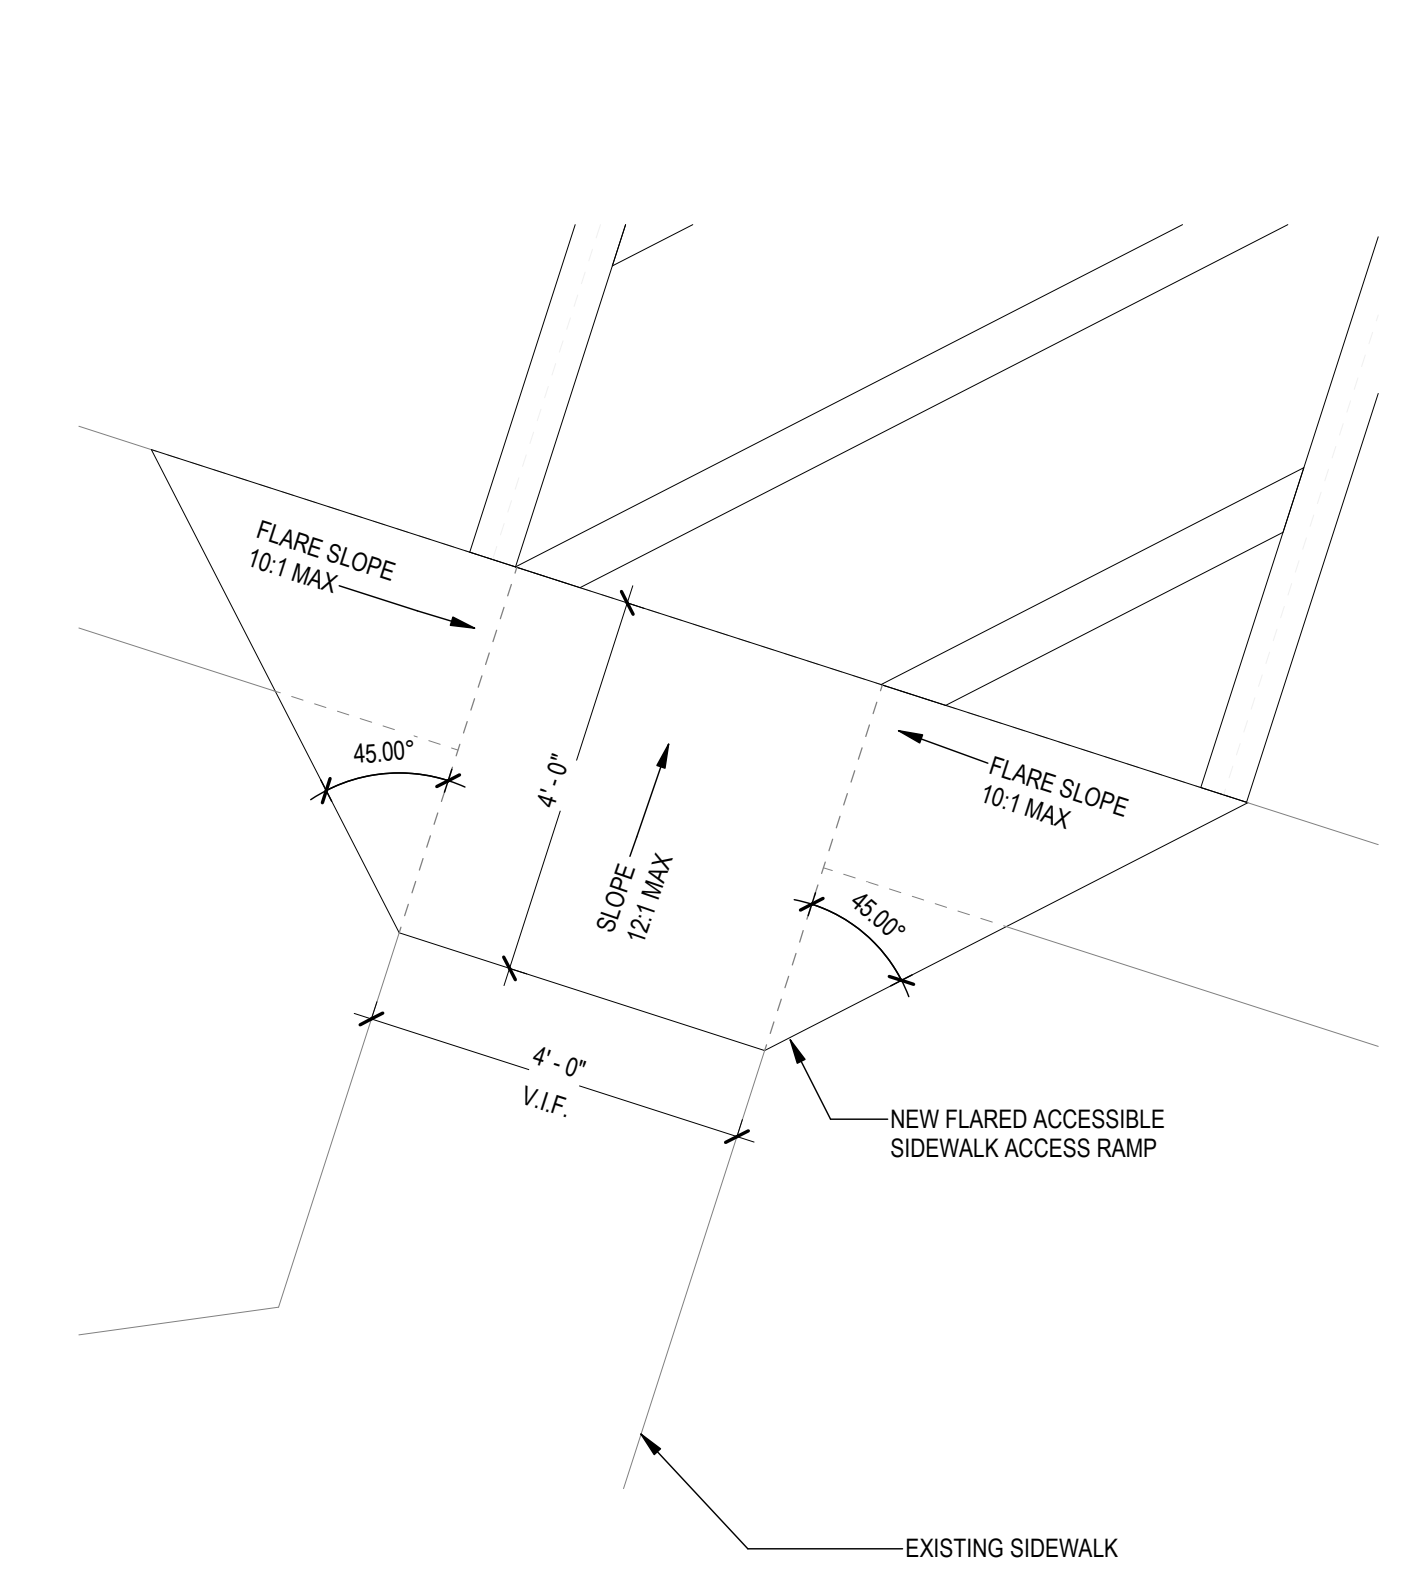 FLARE SLOPE
10:1 MAX
45.00°
4' - 0"
SLOPE
12:1 MAX
FLARE SLOPE
10:1 MAX
45.00°
4' - 0"
V.I.F.
NEW FLARED ACCESSIBLE
SIDEWALK ACCESS RAMP
EXISTING SIDEWALK